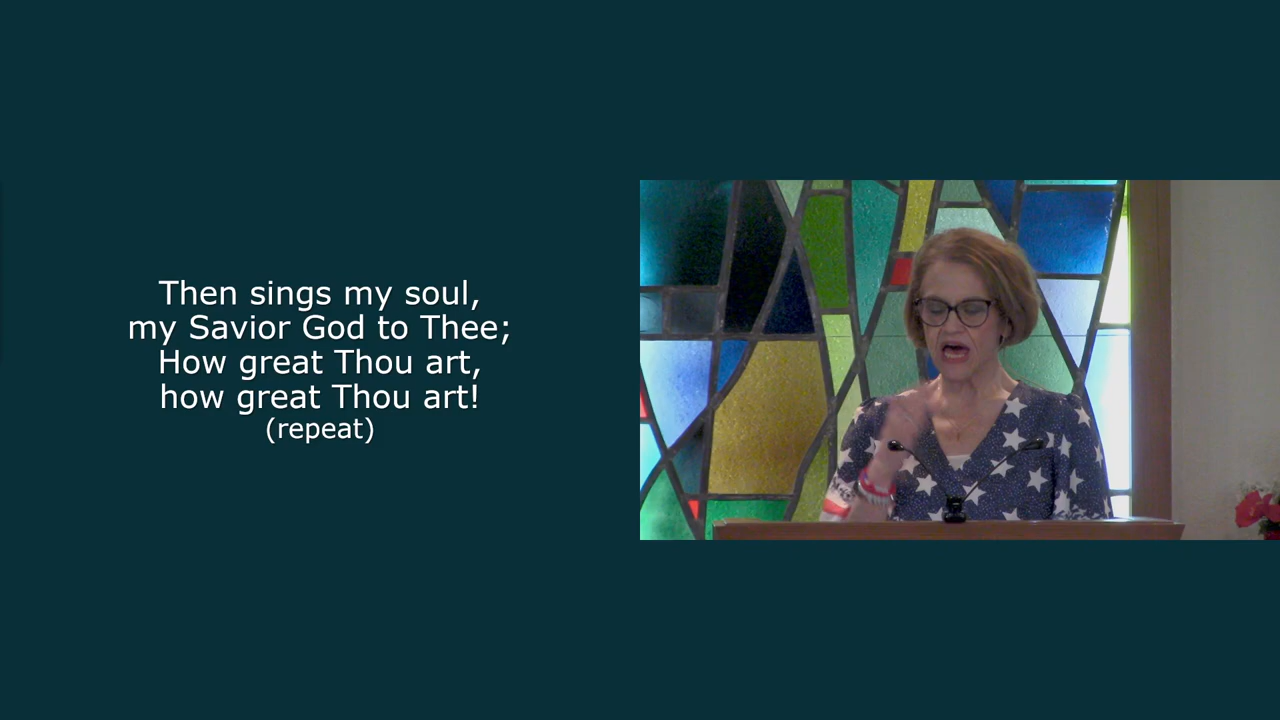 Then sings my soul,
my Savior God to Thee;
How great Thou art,
how great Thou art!
(repeat)